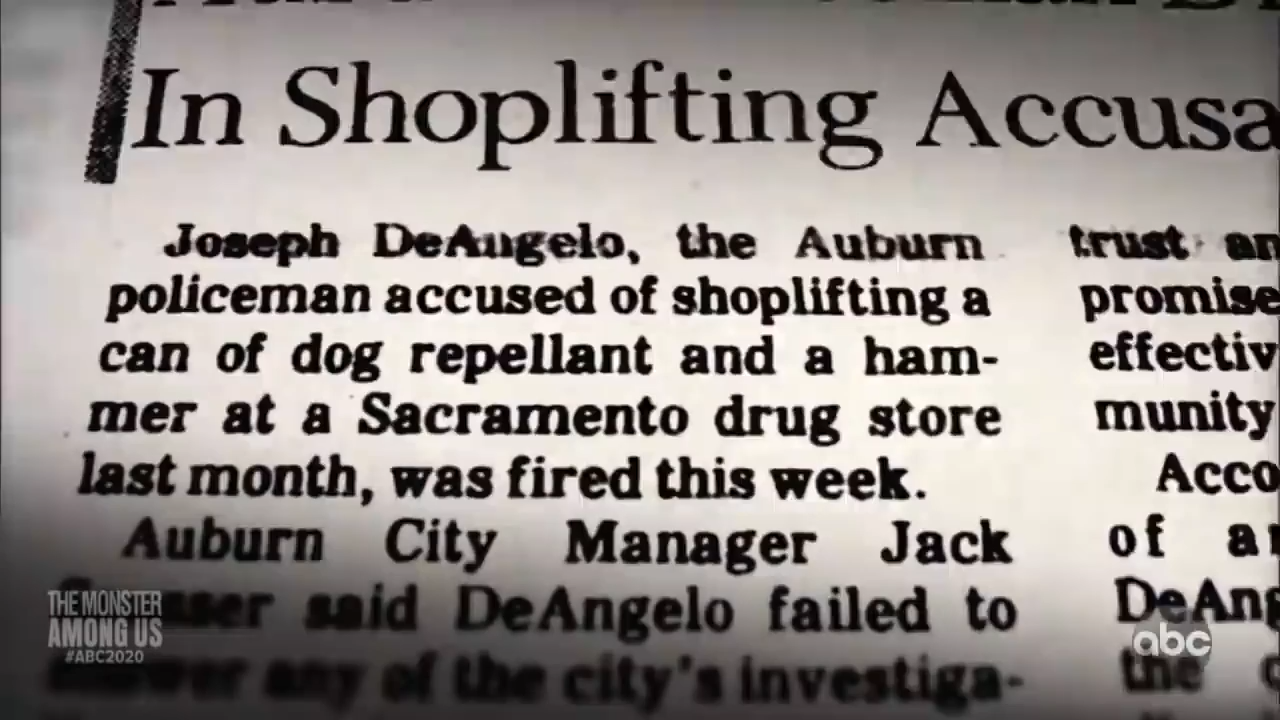 In Shoplifting Accusa
Joseph DeAngelo, the Auburn
policeman accused of shoplifting a
can of dog repellant and a ham-
mer at a Sacramento drug store
last month, was fired this week.
Auburn City Manager Jack
said DeAngelo failed to
any of the city's investiga-
trust an
promise
effectiv
munity
Acco
of a
DeAng
the
THE MONSTER
AMONG US
#ABC2020
abc